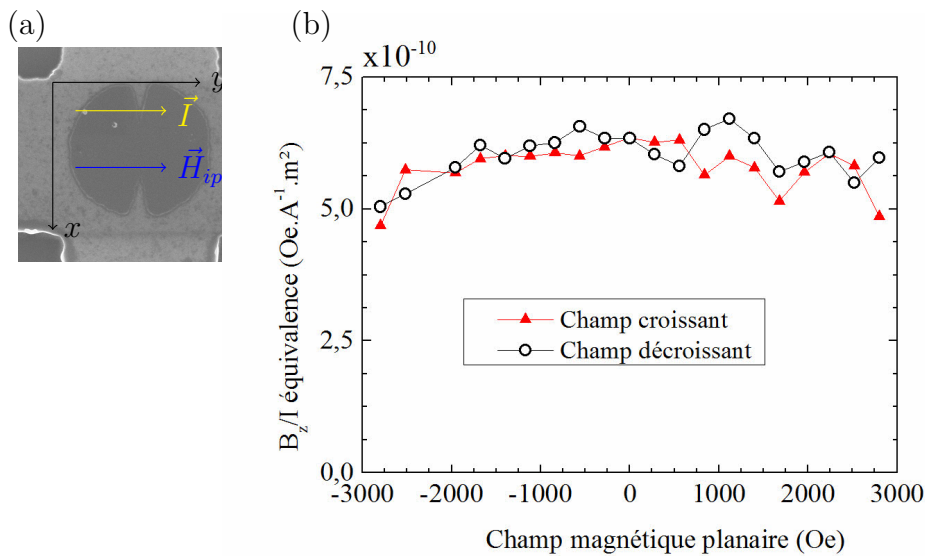 (a)
y
I⃗
H⃗ip
x
(b)
x10⁻¹⁰
7,5
5,0
2,5
0,0
-3000 -2000 -1000 0 1000 2000 3000
B_z/I équivalence (Oe.A⁻¹.m²)
Champ magnétique planaire (Oe)
Champ croissant
Champ décroissant